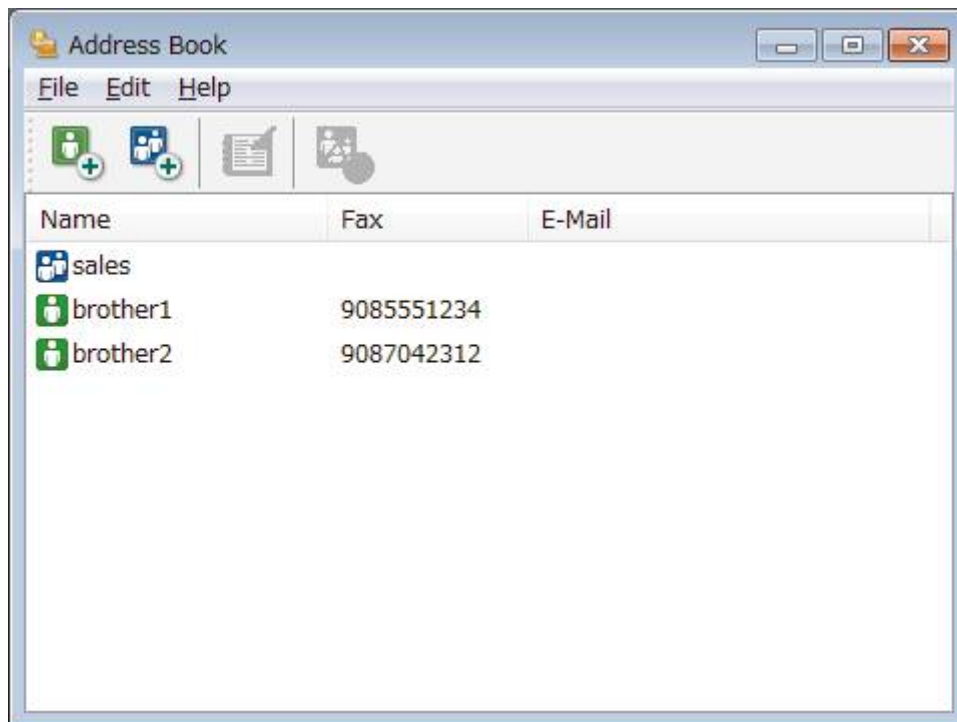 Address Book
File Edit Help
Name Fax E-Mail
sales
brother1 9085551234
brother2 9087042312